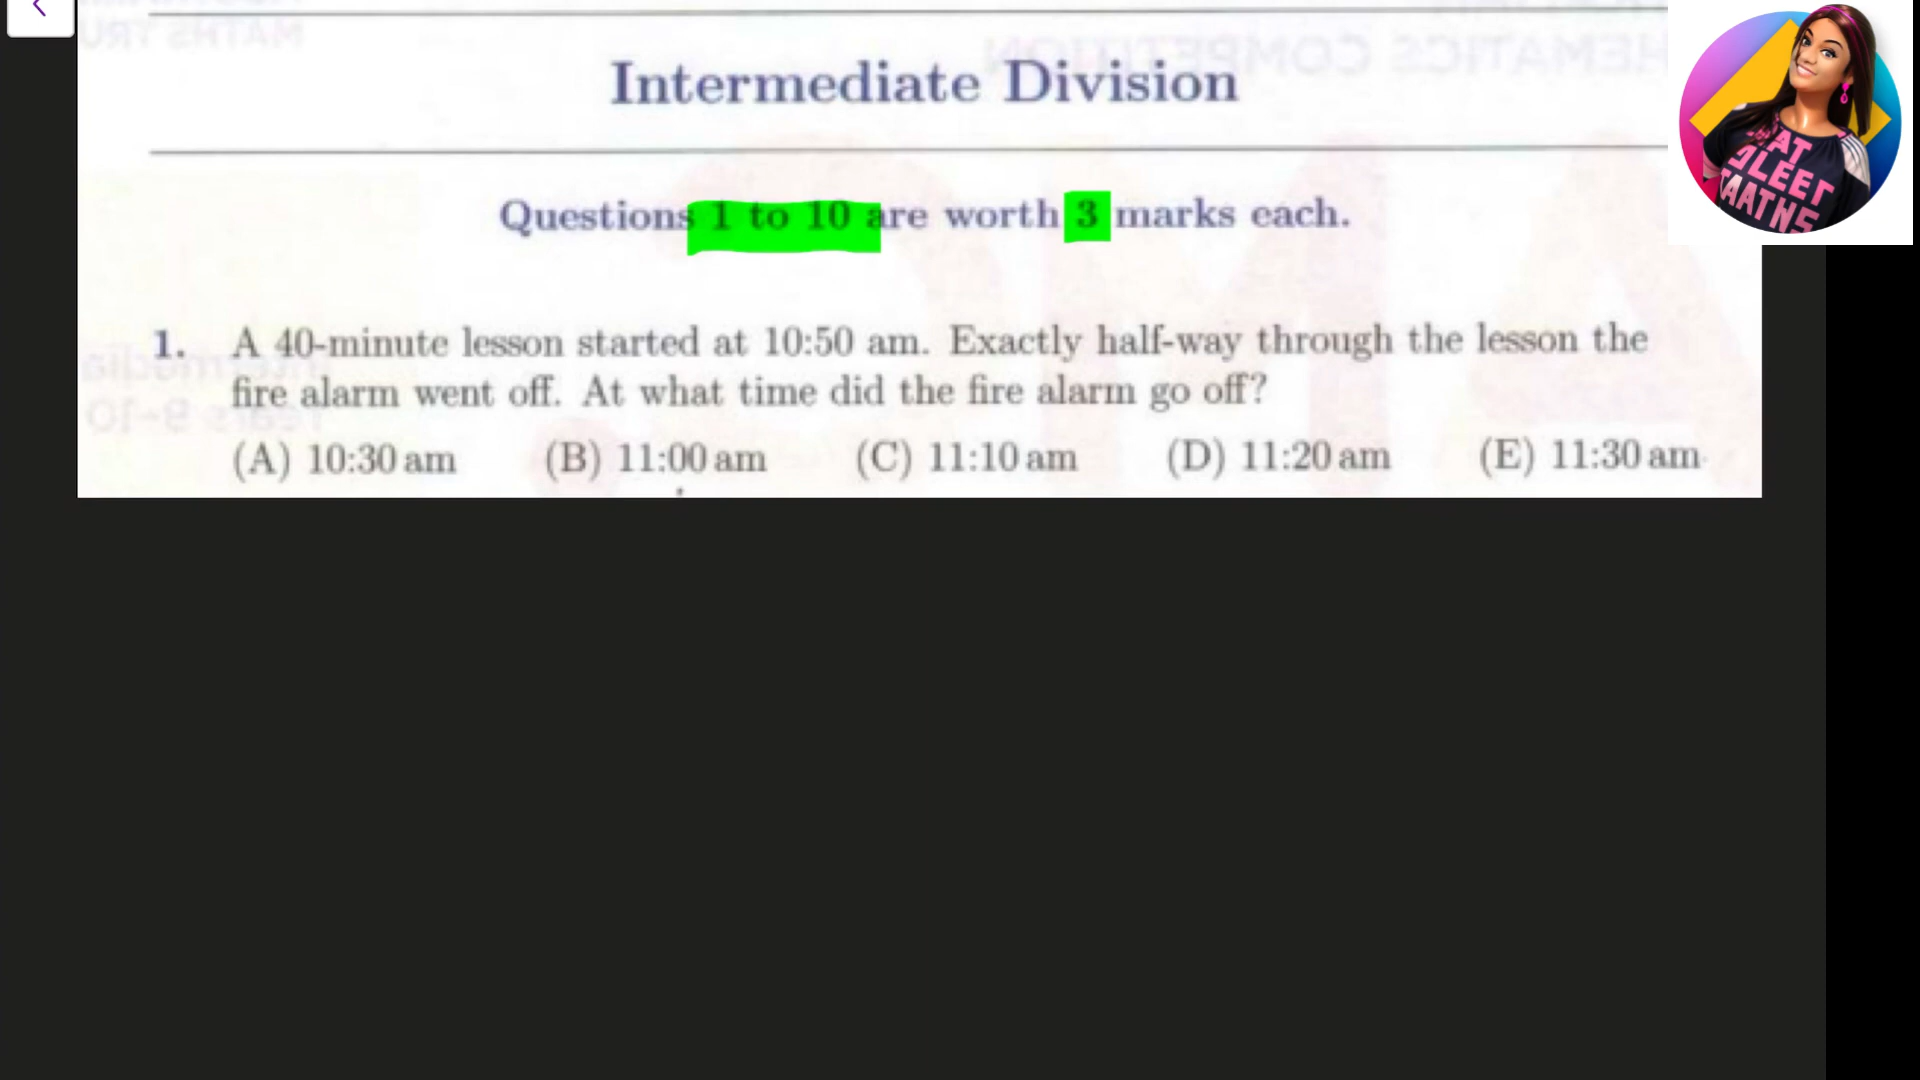 Intermediate Division
Questions 1 to 10 are worth 3 marks each.
1. A 40-minute lesson started at 10:50 am. Exactly half-way through the lesson the
fire alarm went off. At what time did the fire alarm go off?
(A) 10:30 am (B) 11:00 am (C) 11:10 am (D) 11:20 am (E) 11:30 am